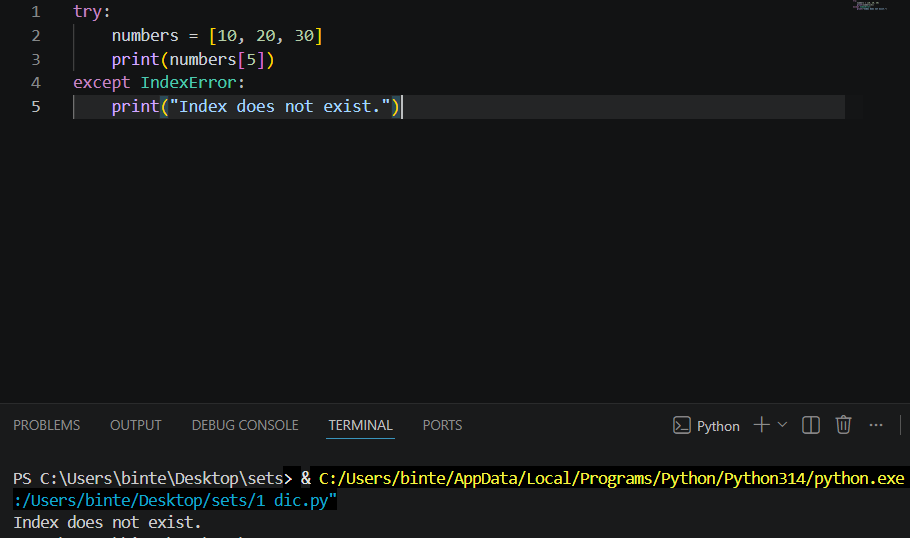 1 try:
2     numbers = [10, 20, 30]
3     print(numbers[5])
4 except IndexError:
5     print("Index does not exist.")
PROBLEMS OUTPUT DEBUG CONSOLE TERMINAL PORTS Python
PS C:\Users\binte\Desktop\sets> & C:/Users/binte/AppData/Local/Programs/Python/Python314/python.exe
:/Users/binte/Desktop/sets/1 dic.py"
Index does not exist.